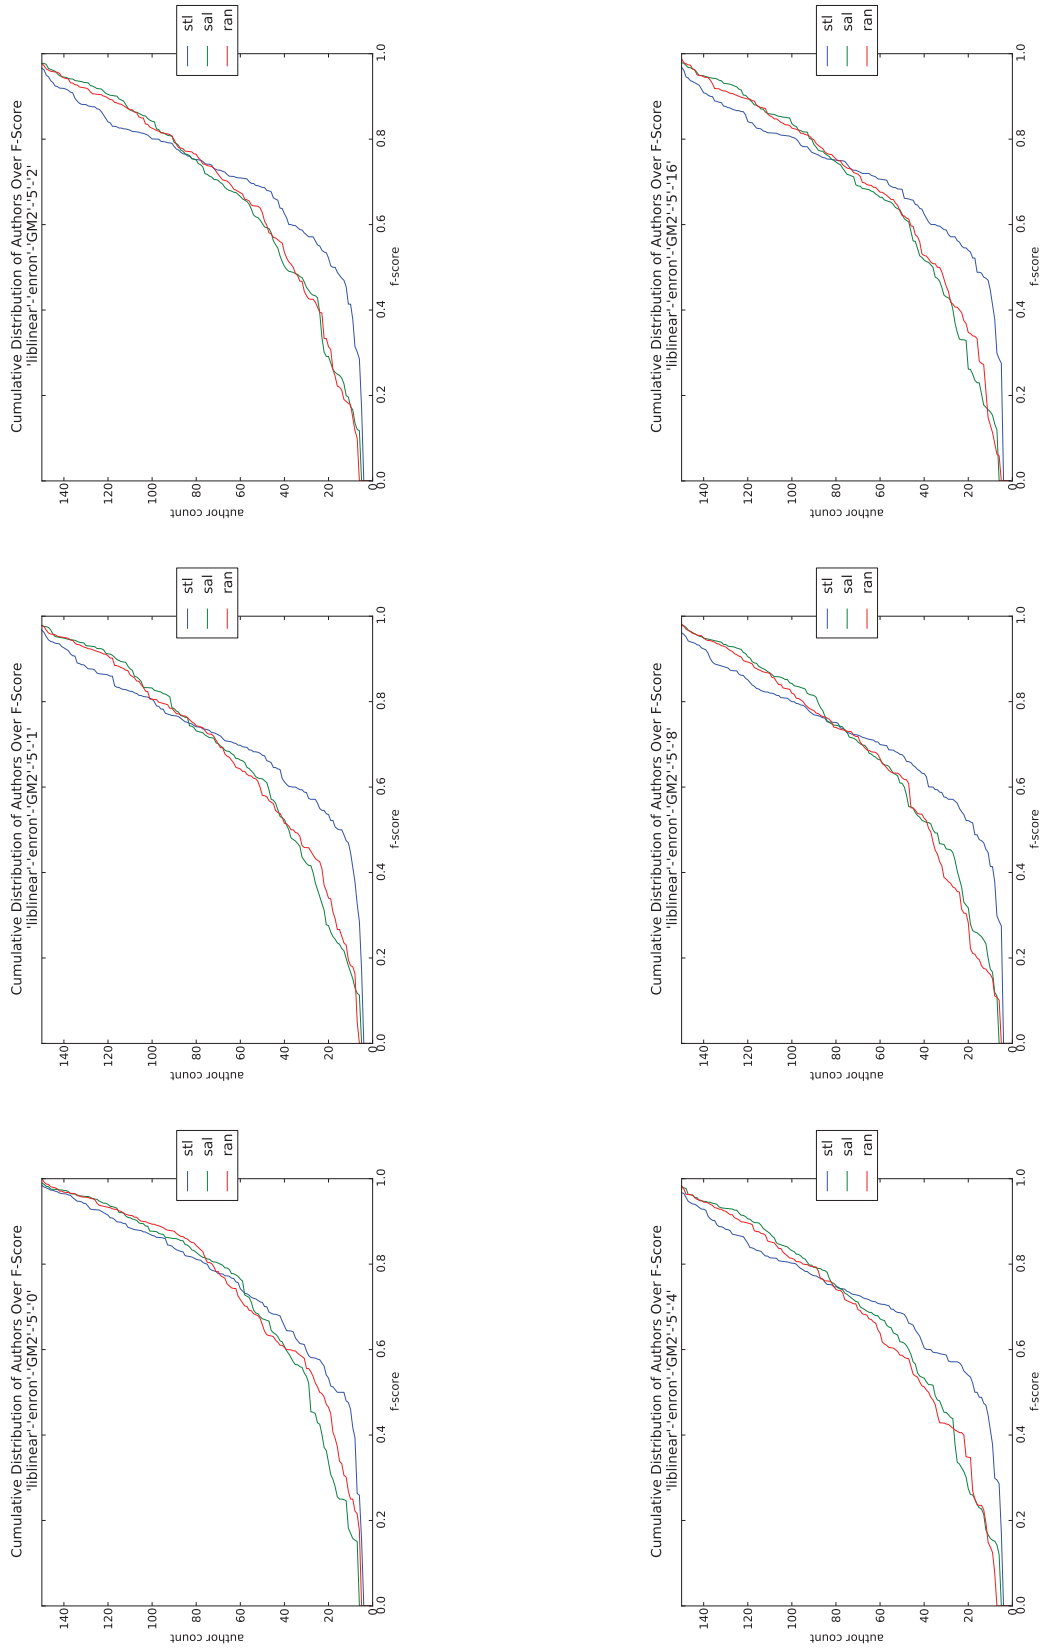 Cumulative Distribution of Authors Over F-Score
'liblinear'-'enron'-'GM2'-'5'-'0'
140
120
100
80
60
40
20
0
author count
0.0 0.2 0.4 0.6 0.8 1.0
f-score
stl
sal
ran
Cumulative Distribution of Authors Over F-Score
'liblinear'-'enron'-'GM2'-'5'-'1'
140
120
100
80
60
40
20
0
author count
0.0 0.2 0.4 0.6 0.8 1.0
f-score
stl
sal
ran
Cumulative Distribution of Authors Over F-Score
'liblinear'-'enron'-'GM2'-'5'-'2'
140
120
100
80
60
40
20
0
author count
0.0 0.2 0.4 0.6 0.8 1.0
f-score
stl
sal
ran
Cumulative Distribution of Authors Over F-Score
'liblinear'-'enron'-'GM2'-'5'-'4'
140
120
100
80
60
40
20
0
author count
0.0 0.2 0.4 0.6 0.8 1.0
f-score
stl
sal
ran
Cumulative Distribution of Authors Over F-Score
'liblinear'-'enron'-'GM2'-'5'-'8'
140
120
100
80
60
40
20
0
author count
0.0 0.2 0.4 0.6 0.8 1.0
f-score
stl
sal
ran
Cumulative Distribution of Authors Over F-Score
'liblinear'-'enron'-'GM2'-'5'-'16'
140
120
100
80
60
40
20
0
author count
0.0 0.2 0.4 0.6 0.8 1.0
f-score
stl
sal
ran